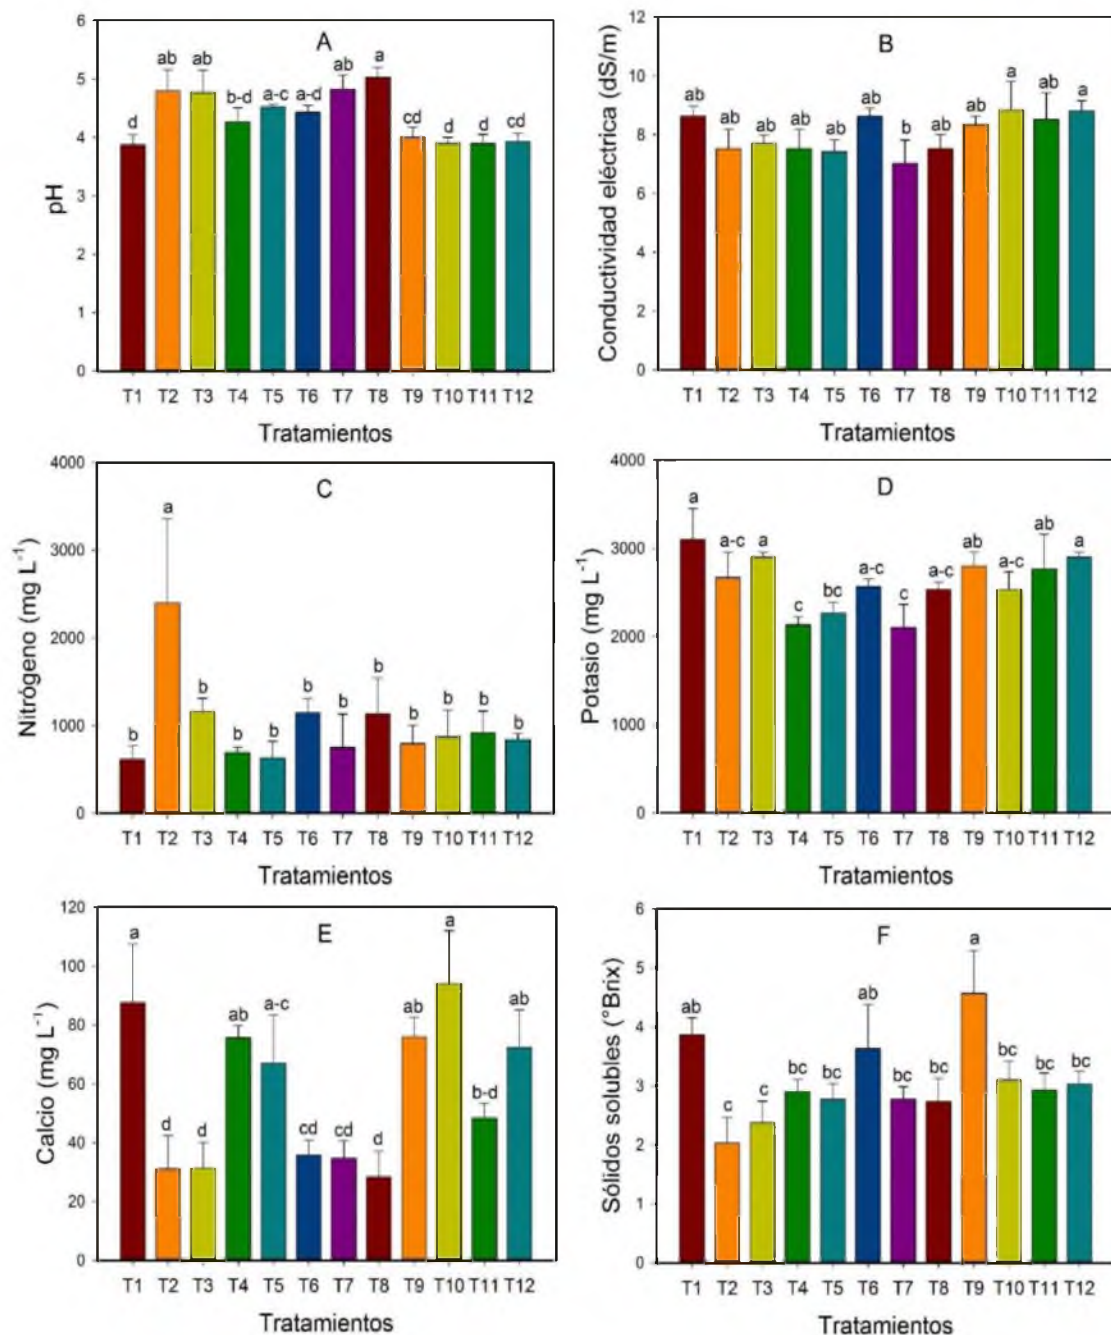 A
pH
6
5
4
3
2
1
0
d ab ab b-d a-c a-d ab a cd d d cd
T1 T2 T3 T4 T5 T6 T7 T8 T9 T10 T11 T12
Tratamientos
B
Conductividad eléctrica (dS/m)
12
10
8
6
4
2
0
ab ab ab ab ab ab b ab ab a ab a
T1 T2 T3 T4 T5 T6 T7 T8 T9 T10 T11 T12
Tratamientos
C
Nitrógeno (mg L⁻¹)
4000
3000
2000
1000
0
b a b b b b b b b b b b
T1 T2 T3 T4 T5 T6 T7 T8 T9 T10 T11 T12
Tratamientos
D
Potasio (mg L⁻¹)
4000
3000
2000
1000
0
a a-c a c bc a-c c a-c ab a-c ab a
T1 T2 T3 T4 T5 T6 T7 T8 T9 T10 T11 T12
Tratamientos
E
Calcio (mg L⁻¹)
120
100
80
60
40
20
0
a d d ab a-c cd cd d ab a b-d ab
T1 T2 T3 T4 T5 T6 T7 T8 T9 T10 T11 T12
Tratamientos
F
Sólidos solubles (°Brix)
6
5
4
3
2
1
0
ab c c bc bc ab bc bc a bc bc bc
T1 T2 T3 T4 T5 T6 T7 T8 T9 T10 T11 T12
Tratamientos